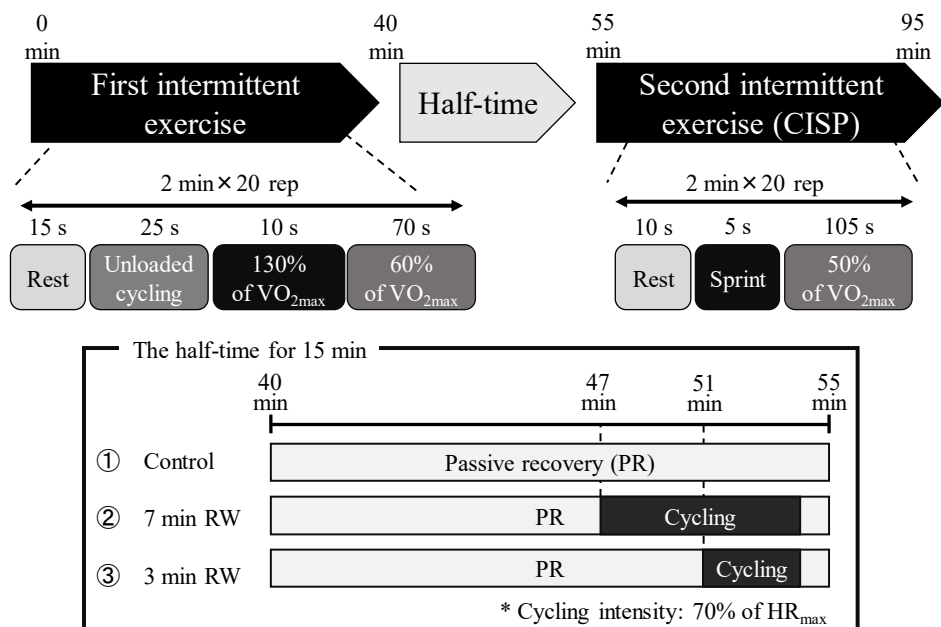 0
min
40
min
55
min
95
min
First intermittent
exercise
Half-time
Second intermittent
exercise (CISP)
2 min × 20 rep
2 min × 20 rep
15 s
25 s
10 s
70 s
10 s
5 s
105 s
Rest
Unloaded
cycling
130%
of VO2max
60%
of VO2max
Rest
Sprint
50%
of VO2max
The half-time for 15 min
40
min
47
min
51
min
55
min
① Control
Passive recovery (PR)
② 7 min RW
PR
Cycling
③ 3 min RW
PR
Cycling
* Cycling intensity: 70% of HRmax